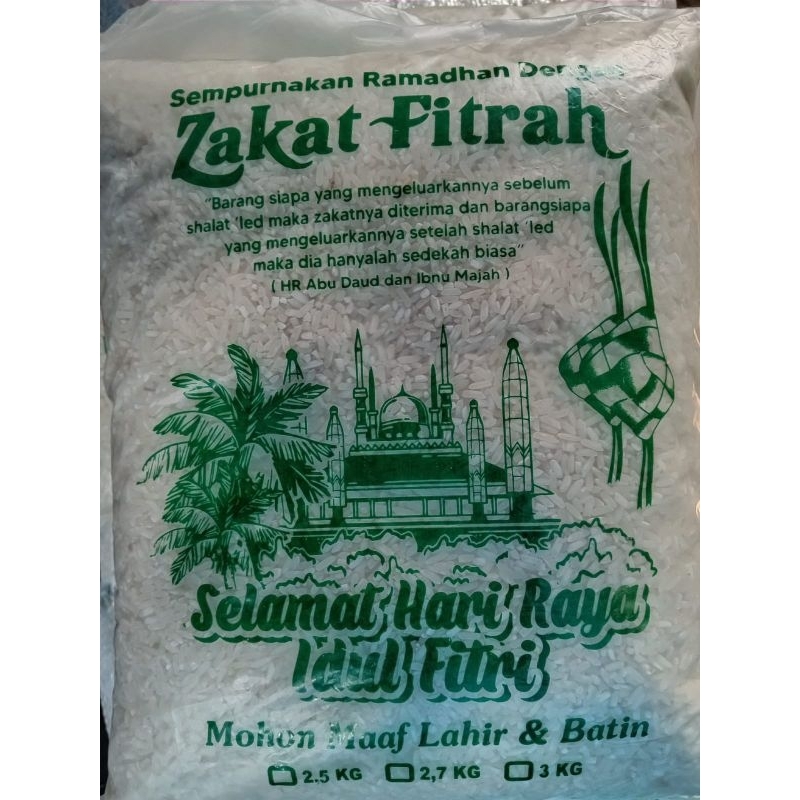 Sempurnakan Ramadhan Dengan
Zakat Fitrah
"Barang siapa yang mengeluarkannya sebelum
shalat 'Ied maka zakatnya diterima dan barangsiapa
yang mengeluarkannya setelah shalat 'Ied
maka dia hanyalah sedekah biasa"
( HR Abu Daud dan Ibnu Majah )
Selamat Hari Raya
Idul Fitri
Mohon Maaf Lahir & Batin
2.5 KG 2,7 KG 3 KG